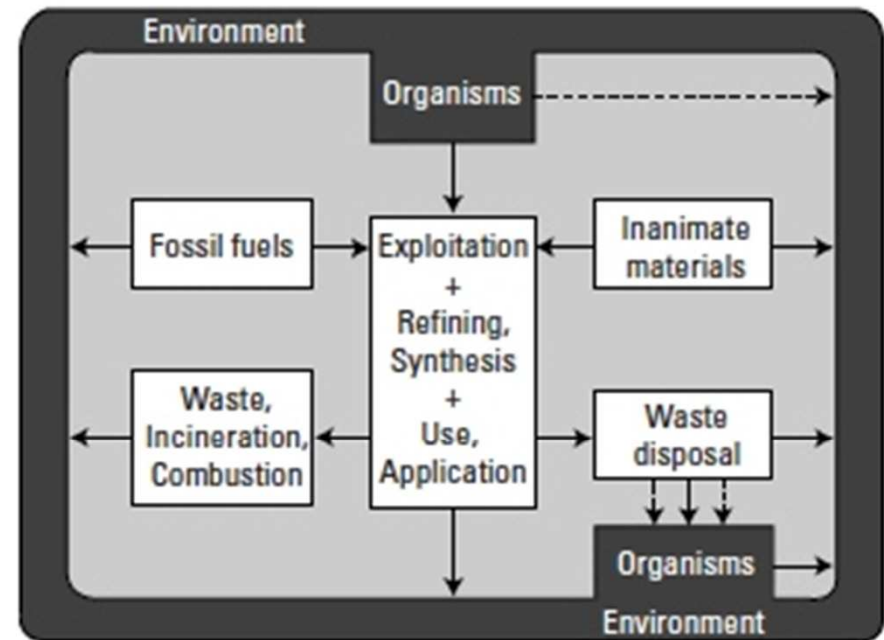 Environment
Organisms
Fossil fuels
Exploitation
+
Refining,
Synthesis
+
Use,
Application
Inanimate
materials
Waste,
Incineration,
Combustion
Waste
disposal
Organisms
Environment